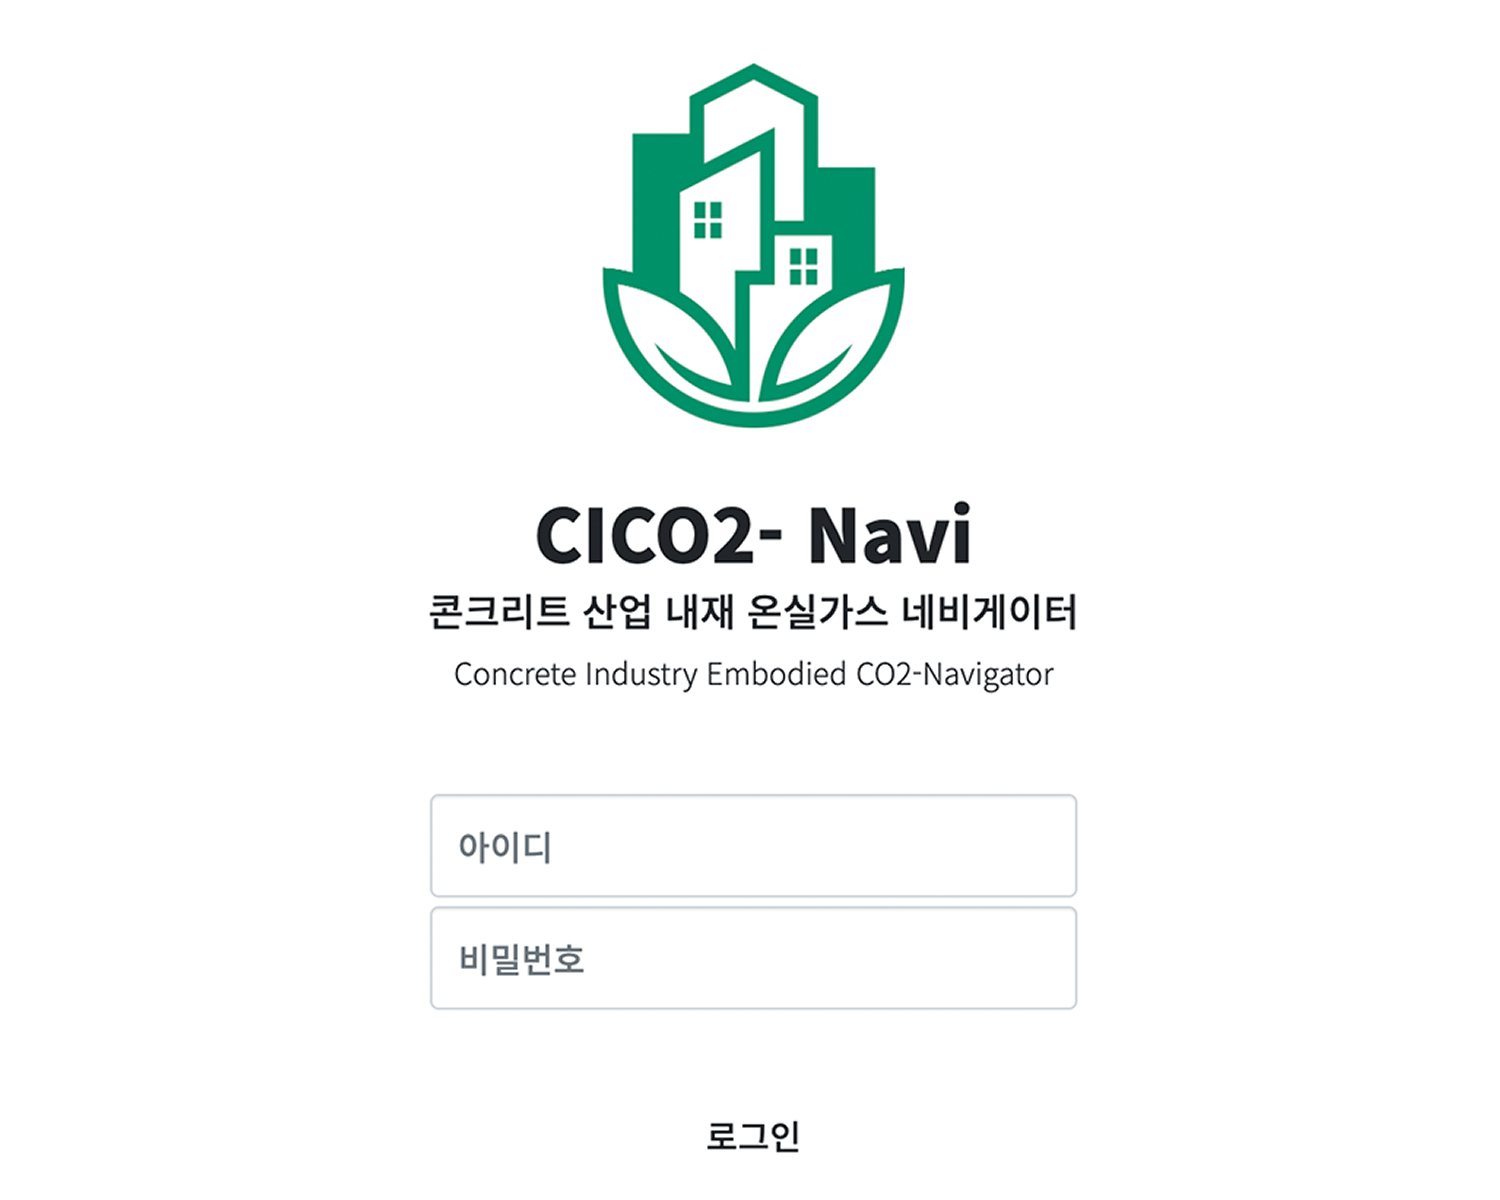 CICO2- Navi
콘크리트 산업 내재 온실가스 네비게이터
Concrete Industry Embodied CO2-Navigator
아이디
비밀번호
로그인